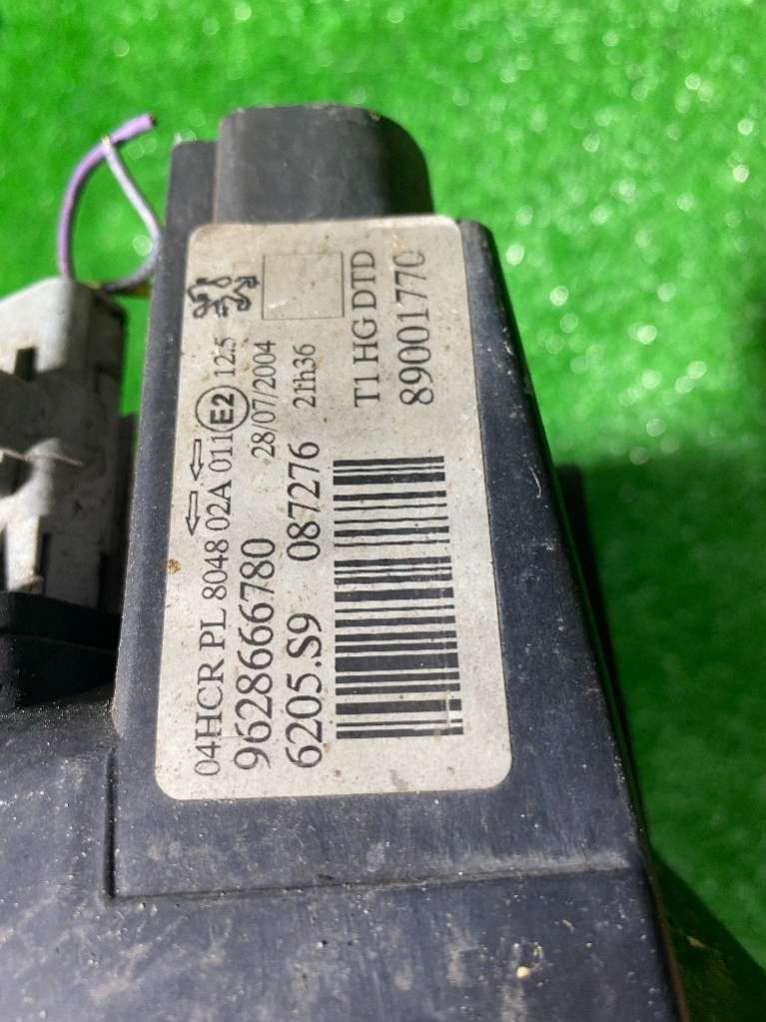 04HCR PL 8048 02A 011 E2 12.5
9628666780 28/07/2004
6205.S9 087276 21h36
T1 HG DTD
89001770